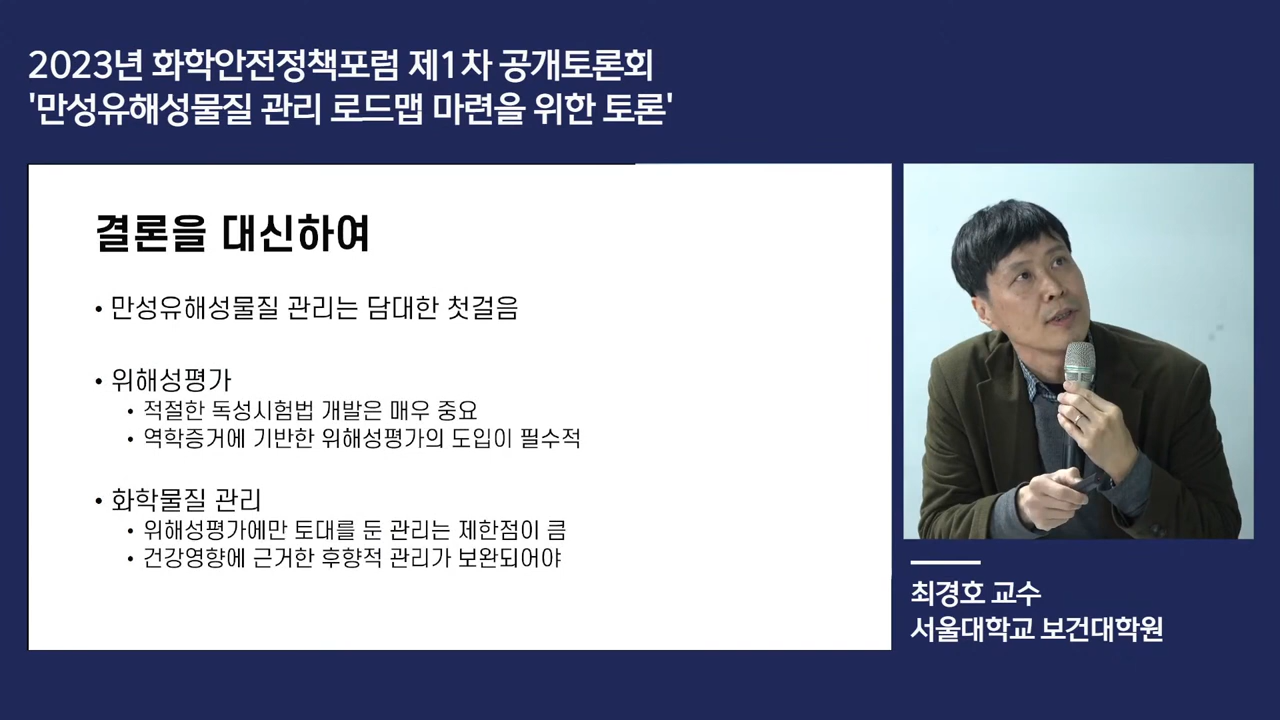 2023년 화학안전정책포럼 제1차 공개토론회
'만성유해성물질 관리 로드맵 마련을 위한 토론'
결론을 대신하여
• 만성유해성물질 관리는 담대한 첫걸음
• 위해성평가
• 적절한 독성시험법 개발은 매우 중요
• 역학증거에 기반한 위해성평가의 도입이 필수적
• 화학물질 관리
• 위해성평가에만 토대를 둔 관리는 제한점이 큼
• 건강영향에 근거한 후향적 관리가 보완되어야
최경호 교수
서울대학교 보건대학원